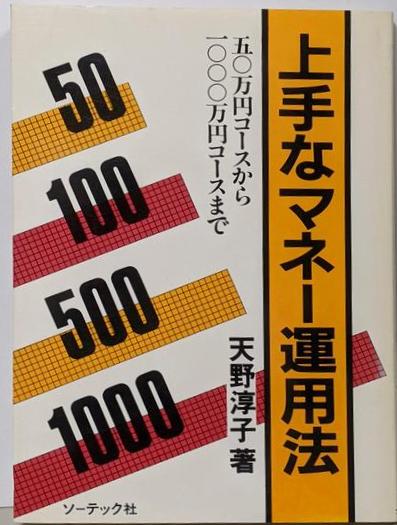 上手なマネー運用法
五〇万円コースから
一〇〇〇万円コースまで
50
100
500
1000
天野淳子 著
ソーテック社